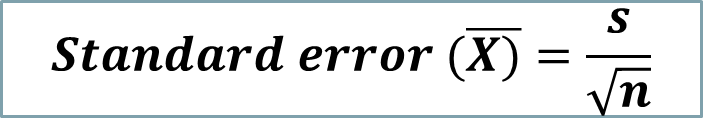 Standard error (X̅) = s/√n